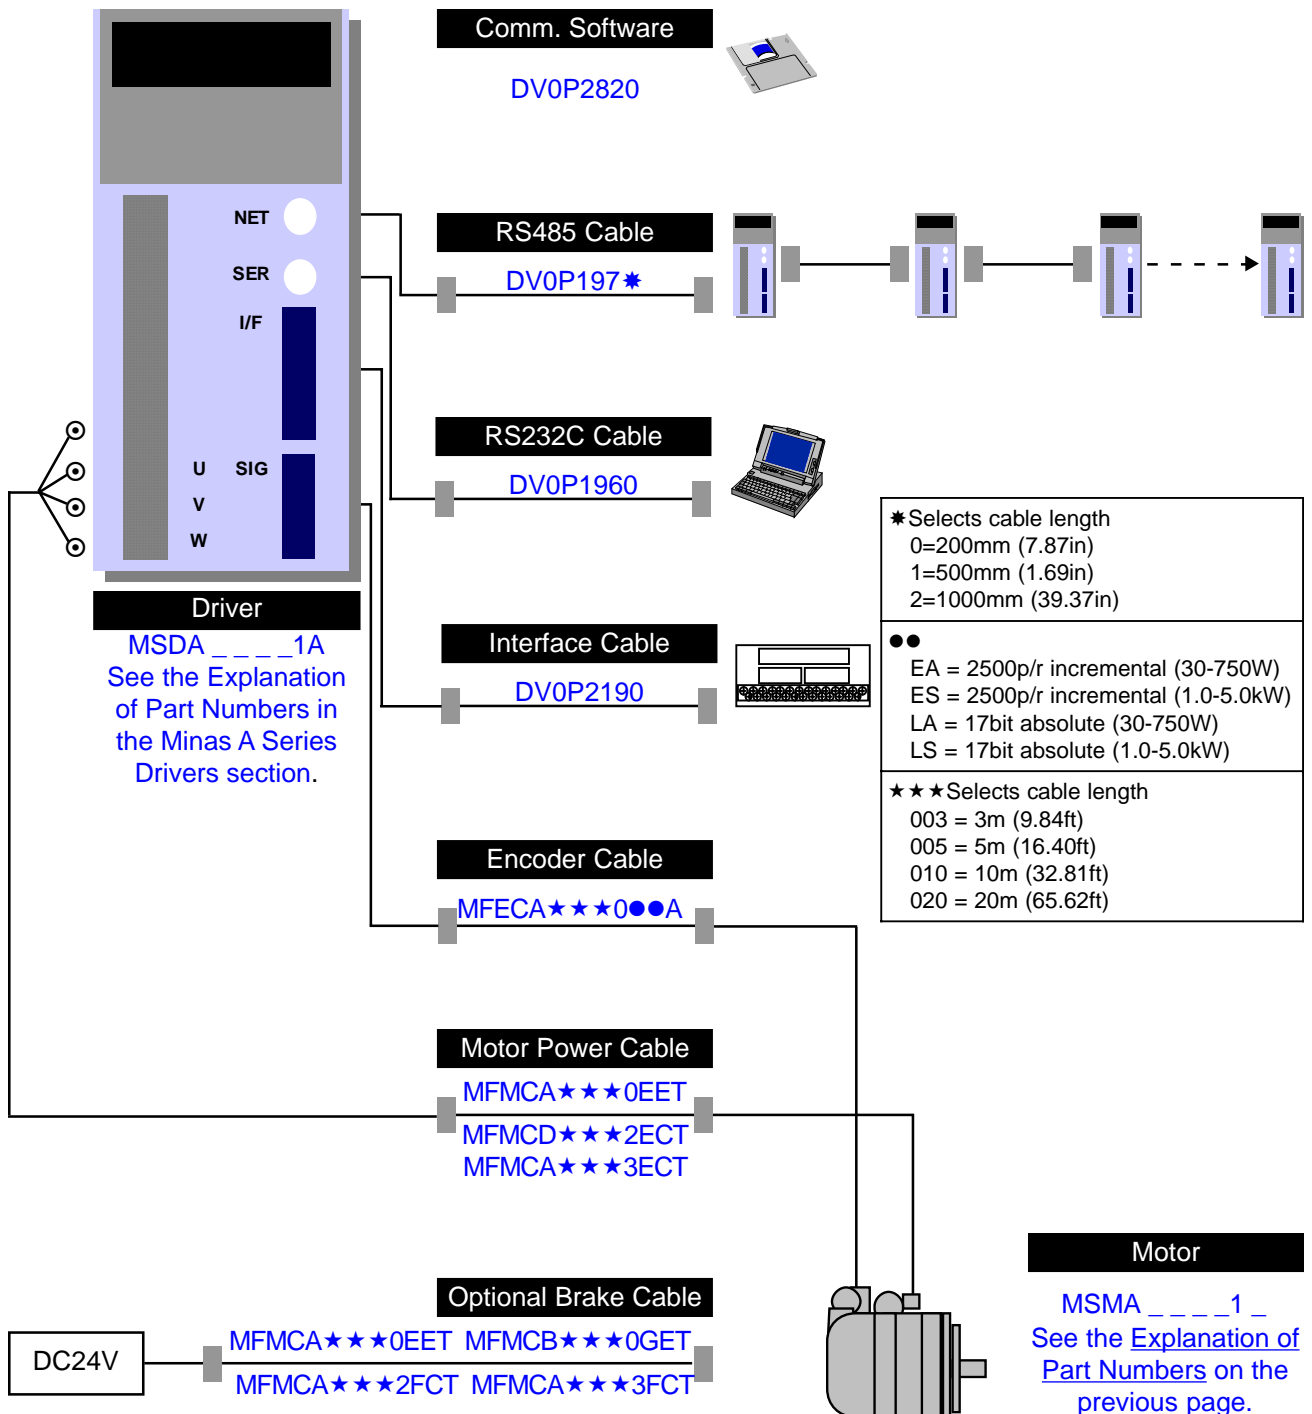 Comm. Software
DV0P2820
NET
SER
I/F
U SIG
V
W
RS485 Cable
DV0P197✸
RS232C Cable
DV0P1960
Driver
MSDA _ _ _ _1A
See the Explanation
of Part Numbers in
the Minas A Series
Drivers section.
Interface Cable
DV0P2190
✸Selects cable length
0=200mm (7.87in)
1=500mm (1.69in)
2=1000mm (39.37in)
●●
EA = 2500p/r incremental (30-750W)
ES = 2500p/r incremental (1.0-5.0kW)
LA = 17bit absolute (30-750W)
LS = 17bit absolute (1.0-5.0kW)
★★★Selects cable length
003 = 3m (9.84ft)
005 = 5m (16.40ft)
010 = 10m (32.81ft)
020 = 20m (65.62ft)
Encoder Cable
MFECA★★★0●●A
Motor Power Cable
MFMCA★★★0EET
MFMCD★★★2ECT
MFMCA★★★3ECT
Optional Brake Cable
DC24V
MFMCA★★★0EET MFMCB★★★0GET
MFMCA★★★2FCT MFMCA★★★3FCT
Motor
MSMA _ _ _ _1 _
See the Explanation of
Part Numbers on the
previous page.